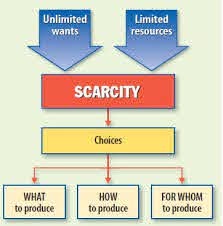 Unlimited
wants
Limited
resources
SCARCITY
Choices
WHAT
to produce
HOW
to produce
FOR WHOM
to produce